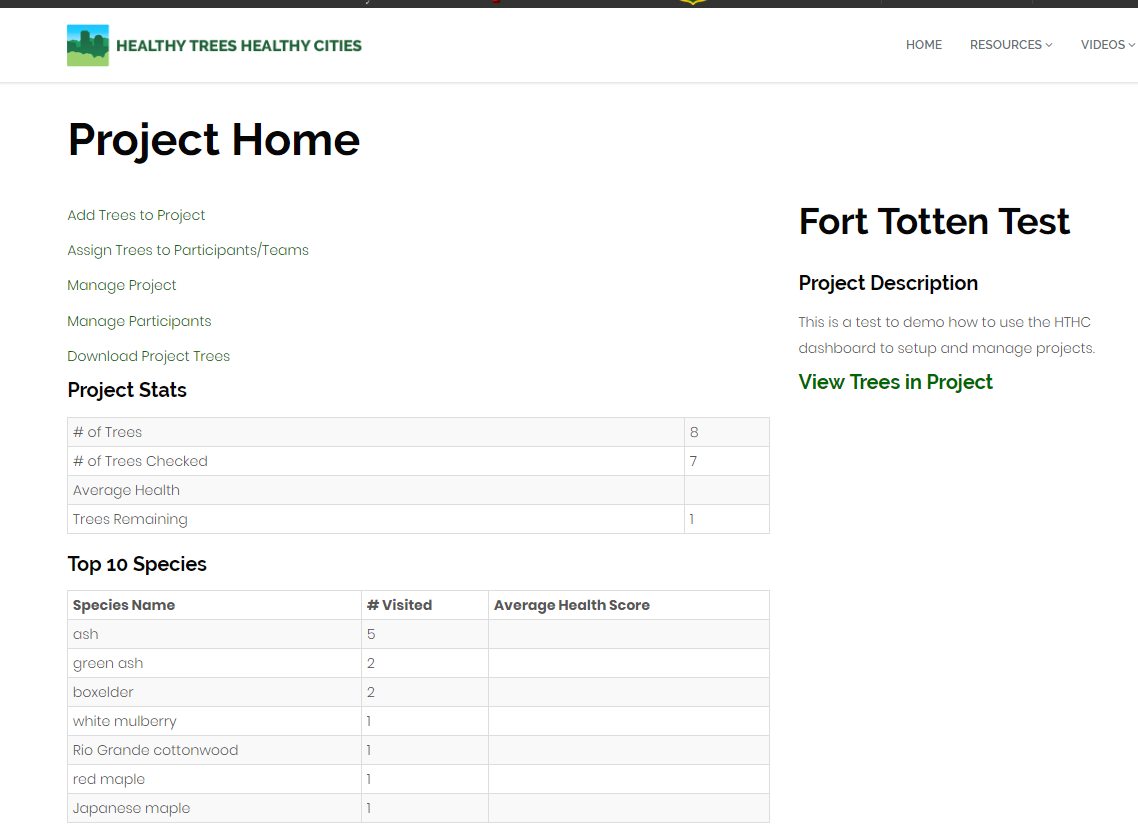 HEALTHY TREES HEALTHY CITIES
HOME RESOURCES VIDEOS
Project Home
Add Trees to Project
Assign Trees to Participants/Teams
Manage Project
Manage Participants
Download Project Trees
Project Stats
# of Trees 8
# of Trees Checked 7
Average Health
Trees Remaining 1
Top 10 Species
Species Name # Visited Average Health Score
ash 5
green ash 2
boxelder 2
white mulberry 1
Rio Grande cottonwood 1
red maple 1
Japanese maple 1
Fort Totten Test
Project Description
This is a test to demo how to use the HTHC
dashboard to setup and manage projects.
View Trees in Project